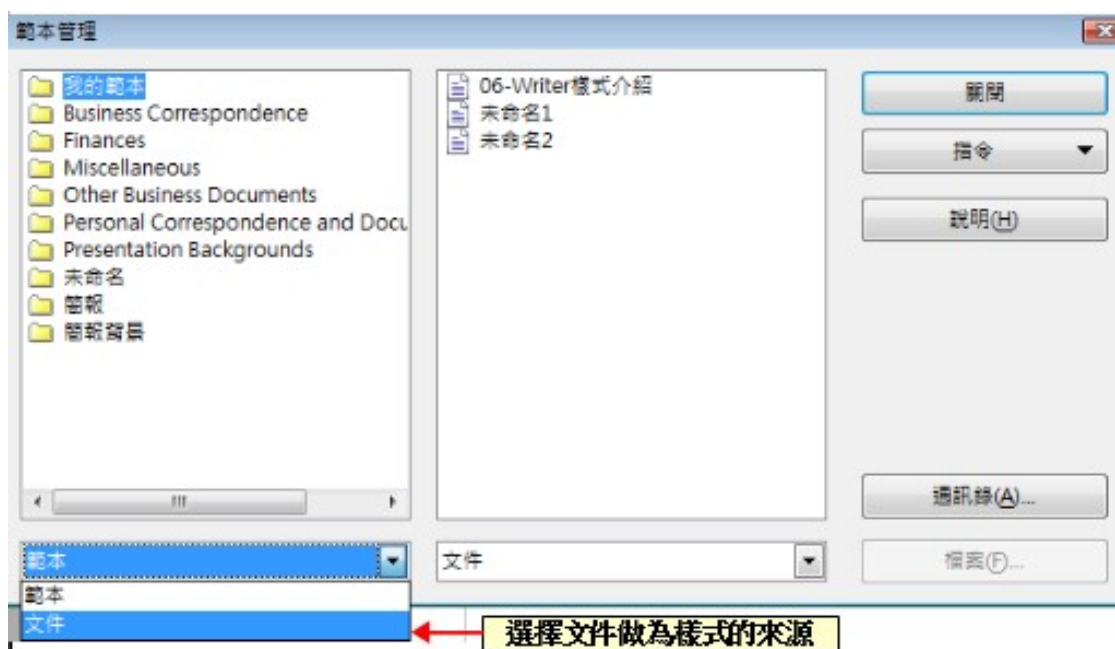 範本管理
我的範本
Business Correspondence
Finances
Miscellaneous
Other Business Documents
Personal Correspondence and Docu
Presentation Backgrounds
未命名
簡報
簡報背景
06-Writer樣式介紹
未命名1
未命名2
關閉
指令
說明(H)
通訊錄(A)...
檔案(F)...
範本
文件
範本
文件
選擇文件做為樣式的來源